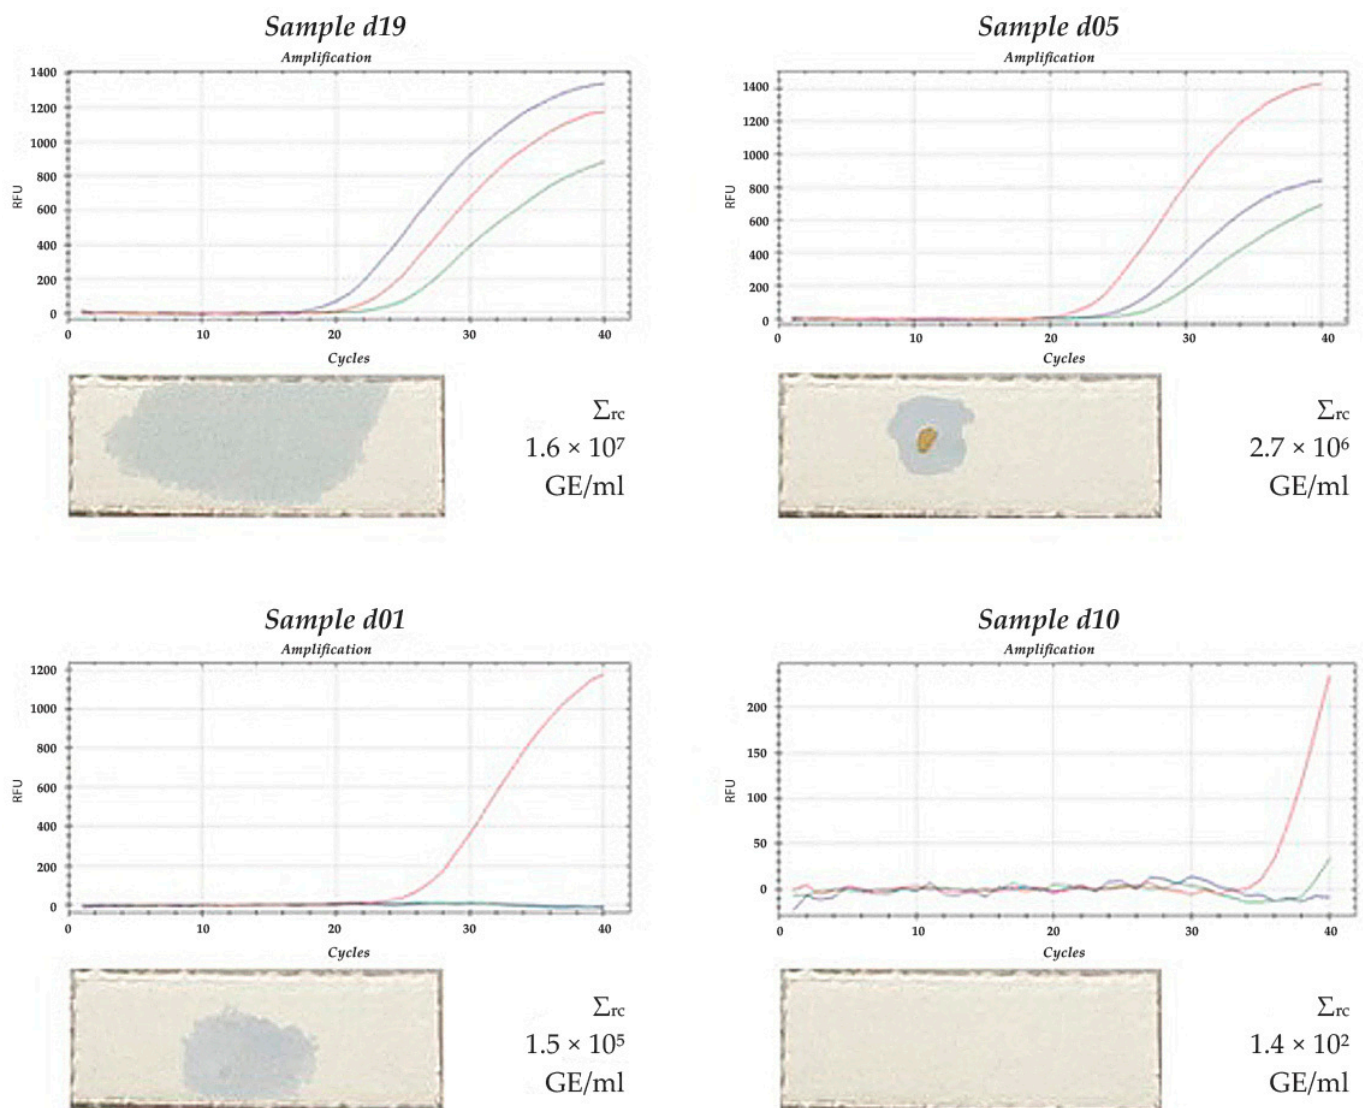 Sample d19
Amplification
1400
1200
1000
800
600
400
200
0
RFU
0 10 20 30 40
Cycles
Σrc
1.6 × 10⁷
GE/ml
Sample d05
Amplification
1400
1200
1000
800
600
400
200
0
RFU
0 10 20 30 40
Cycles
Σrc
2.7 × 10⁶
GE/ml
Sample d01
Amplification
1200
1000
800
600
400
200
0
RFU
0 10 20 30 40
Cycles
Σrc
1.5 × 10⁵
GE/ml
Sample d10
Amplification
200
150
100
50
0
RFU
0 10 20 30 40
Cycles
Σrc
1.4 × 10²
GE/ml